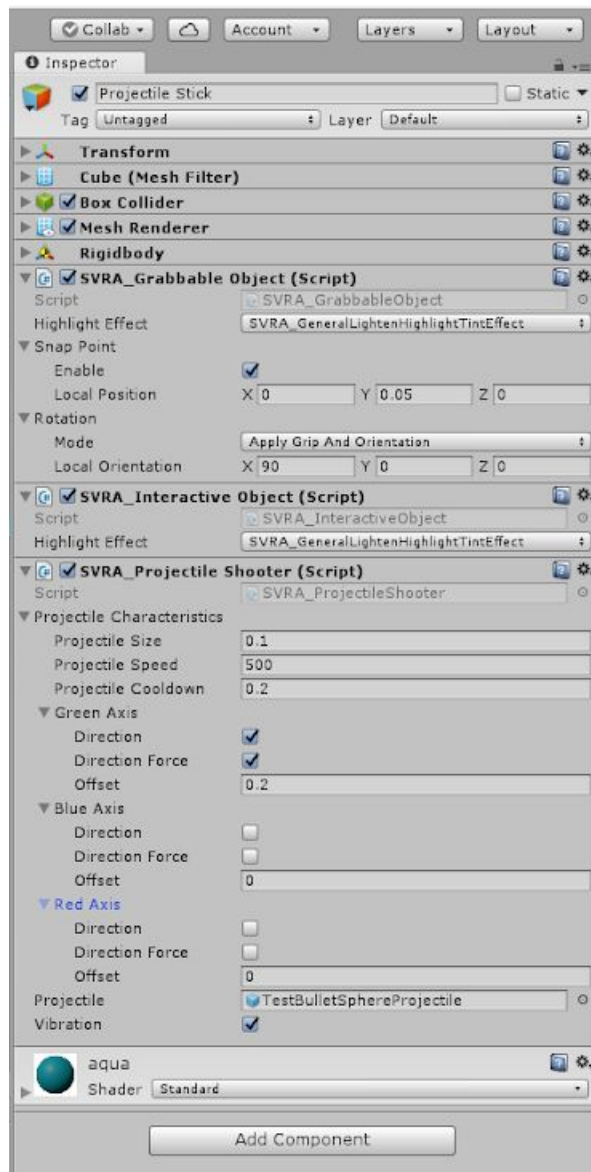 Collab Account Layers Layout
Inspector
Projectile Stick Static
Tag Untagged Layer Default
Transform
Cube (Mesh Filter)
Box Collider
Mesh Renderer
Rigidbody
SVRA_Grabbable Object (Script)
Script SVRA_GrabbableObject
Highlight Effect SVRA_GeneralLightenHighlightTintEffect
Snap Point
Enable
Local Position X 0 Y 0.05 Z 0
Rotation
Mode Apply Grip And Orientation
Local Orientation X 90 Y 0 Z 0
SVRA_Interactive Object (Script)
Script SVRA_InteractiveObject
Highlight Effect SVRA_GeneralLightenHighlightTintEffect
SVRA_Projectile Shooter (Script)
Script SVRA_ProjectileShooter
Projectile Characteristics
Projectile Size 0.1
Projectile Speed 500
Projectile Cooldown 0.2
Green Axis
Direction
Direction Force
Offset 0.2
Blue Axis
Direction
Direction Force
Offset 0
Red Axis
Direction
Direction Force
Offset 0
Projectile TestBulletSphereProjectile
Vibration
aqua
Shader Standard
Add Component